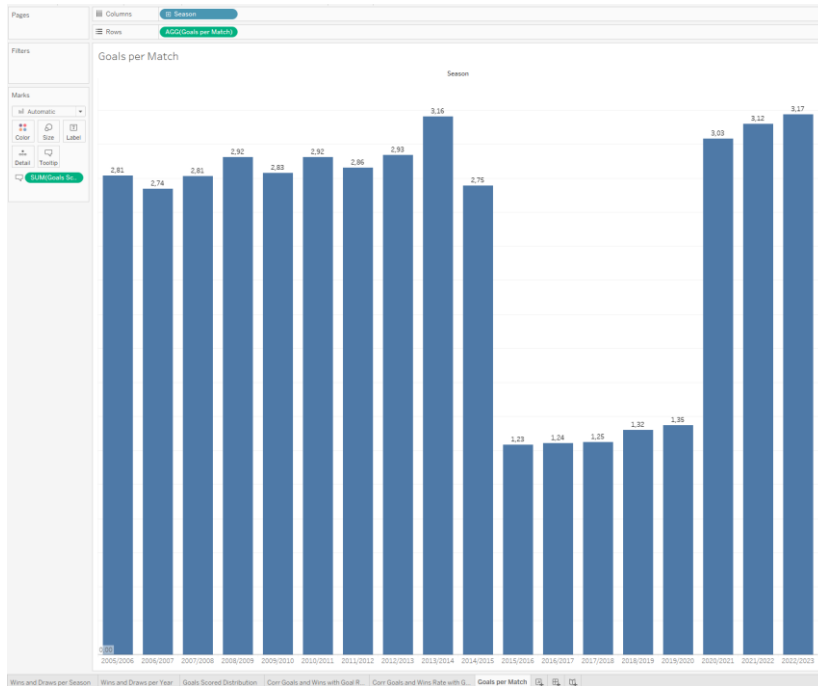 Pages
Columns
Season
Rows
AGG(Goals per Match)
Filters
Goals per Match
Season
Marks
Automatic
Color Size Label
Detail Tooltip
SUM(Goals Sc..
2,81 2,74 2,81 2,92 2,83 2,92 2,86 2,93 3,16 2,75 1,23 1,24 1,25 1,32 1,35 3,03 3,12 3,17
0,00
2005/2006 2006/2007 2007/2008 2008/2009 2009/2010 2010/2011 2011/2012 2012/2013 2013/2014 2014/2015 2015/2016 2016/2017 2017/2018 2018/2019 2019/2020 2020/2021 2021/2022 2022/2023
Wins and Draws per Season Wins and Draws per Year Goals Scored Distribution Corr Goals and Wins with Goal R... Corr Goals and Wins Rate with G... Goals per Match